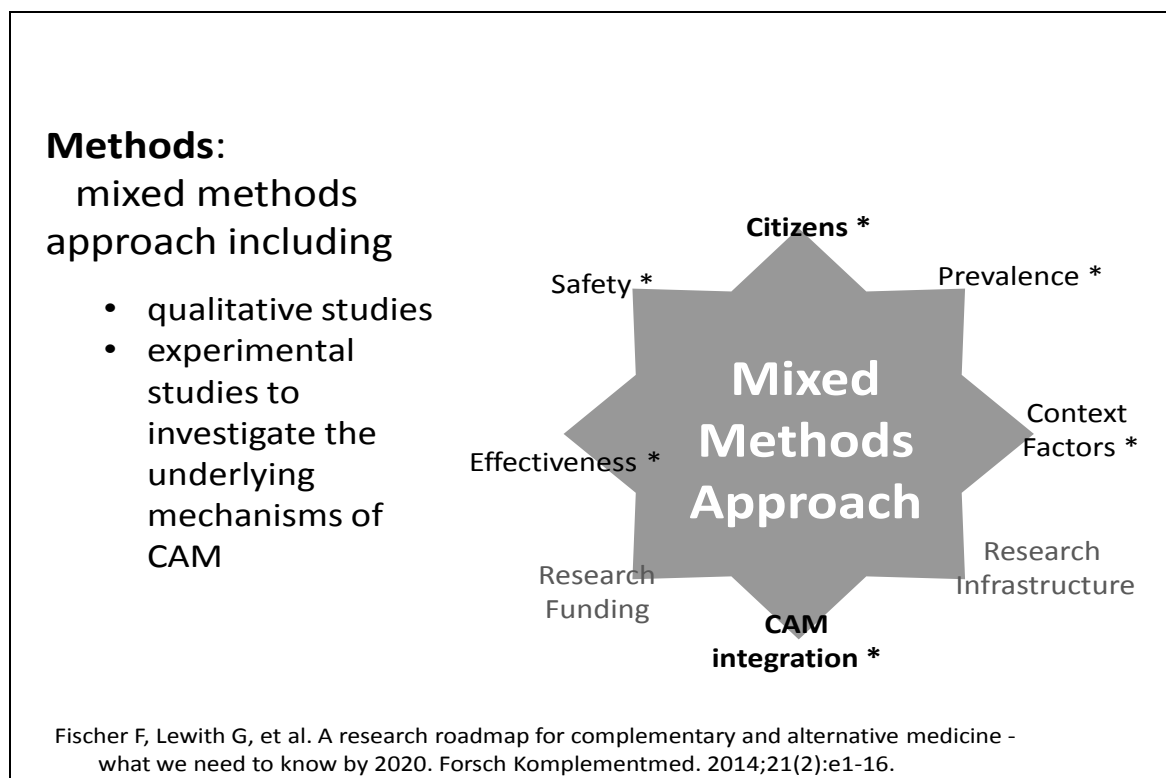 Methods:
mixed methods
approach including
• qualitative studies
• experimental
studies to
investigate the
underlying
mechanisms of
CAM
Citizens *
Safety *
Prevalence *
Mixed
Methods
Approach
Context
Factors *
Effectiveness *
Research
Infrastructure
Research
Funding
CAM
integration *
Fischer F, Lewith G, et al. A research roadmap for complementary and alternative medicine -
what we need to know by 2020. Forsch Komplementmed. 2014;21(2):e1-16.